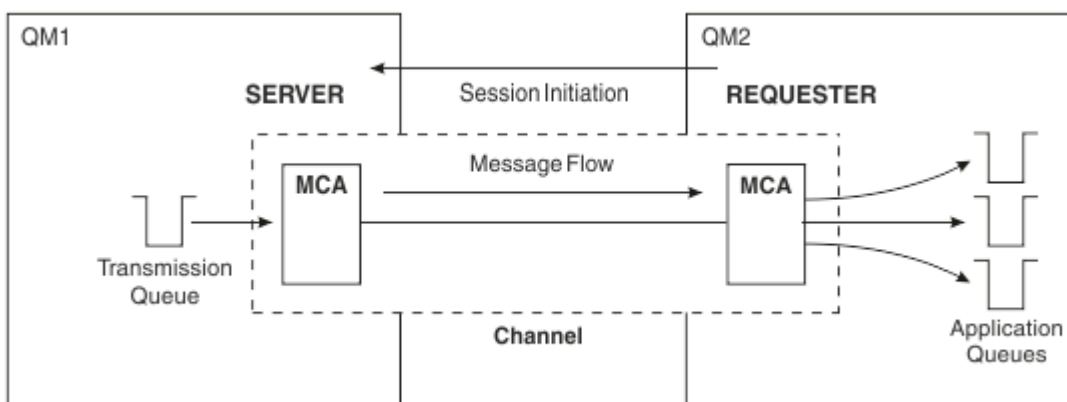 QM1
QM2
SERVER
Session Initiation
REQUESTER
Message Flow
MCA
MCA
Transmission
Queue
Channel
Application
Queues